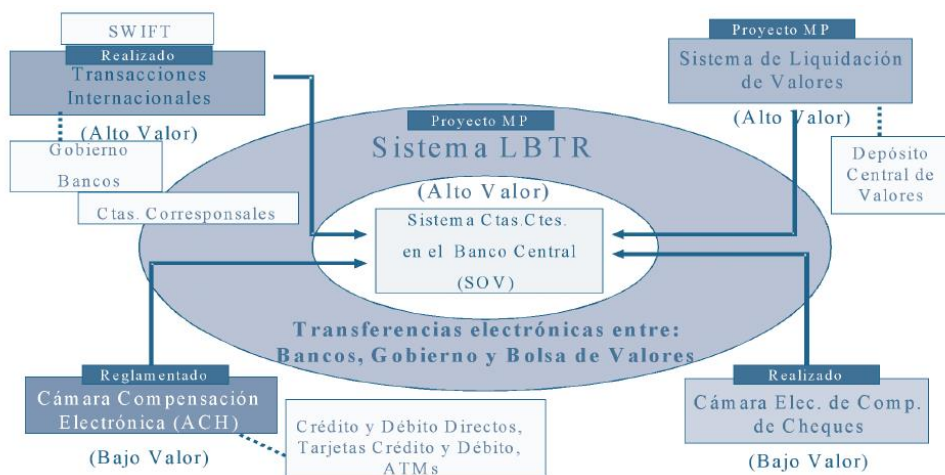 SWIFT
Realizado
Transacciones
Internacionales
(Alto Valor)
Gobierno
Bancos
Ctas. Corresponsales
Proyecto MP
Sistema de Liquidación
de Valores
(Alto Valor)
Depósito
Central de
Valores
Proyecto MP
Sistema LBTR
(Alto Valor)
Sistema Ctas.Ctes.
en el Banco Central
(SOV)
Transferencias electrónicas entre:
Bancos, Gobierno y Bolsa de Valores
Reglamentado
Cámara Compensación
Electrónica (ACH)
(Bajo Valor)
Crédito y Débito Directos,
Tarjetas Crédito y Débito,
ATMs
Realizado
Cámara Elec. de Comp.
de Cheques
(Bajo Valor)